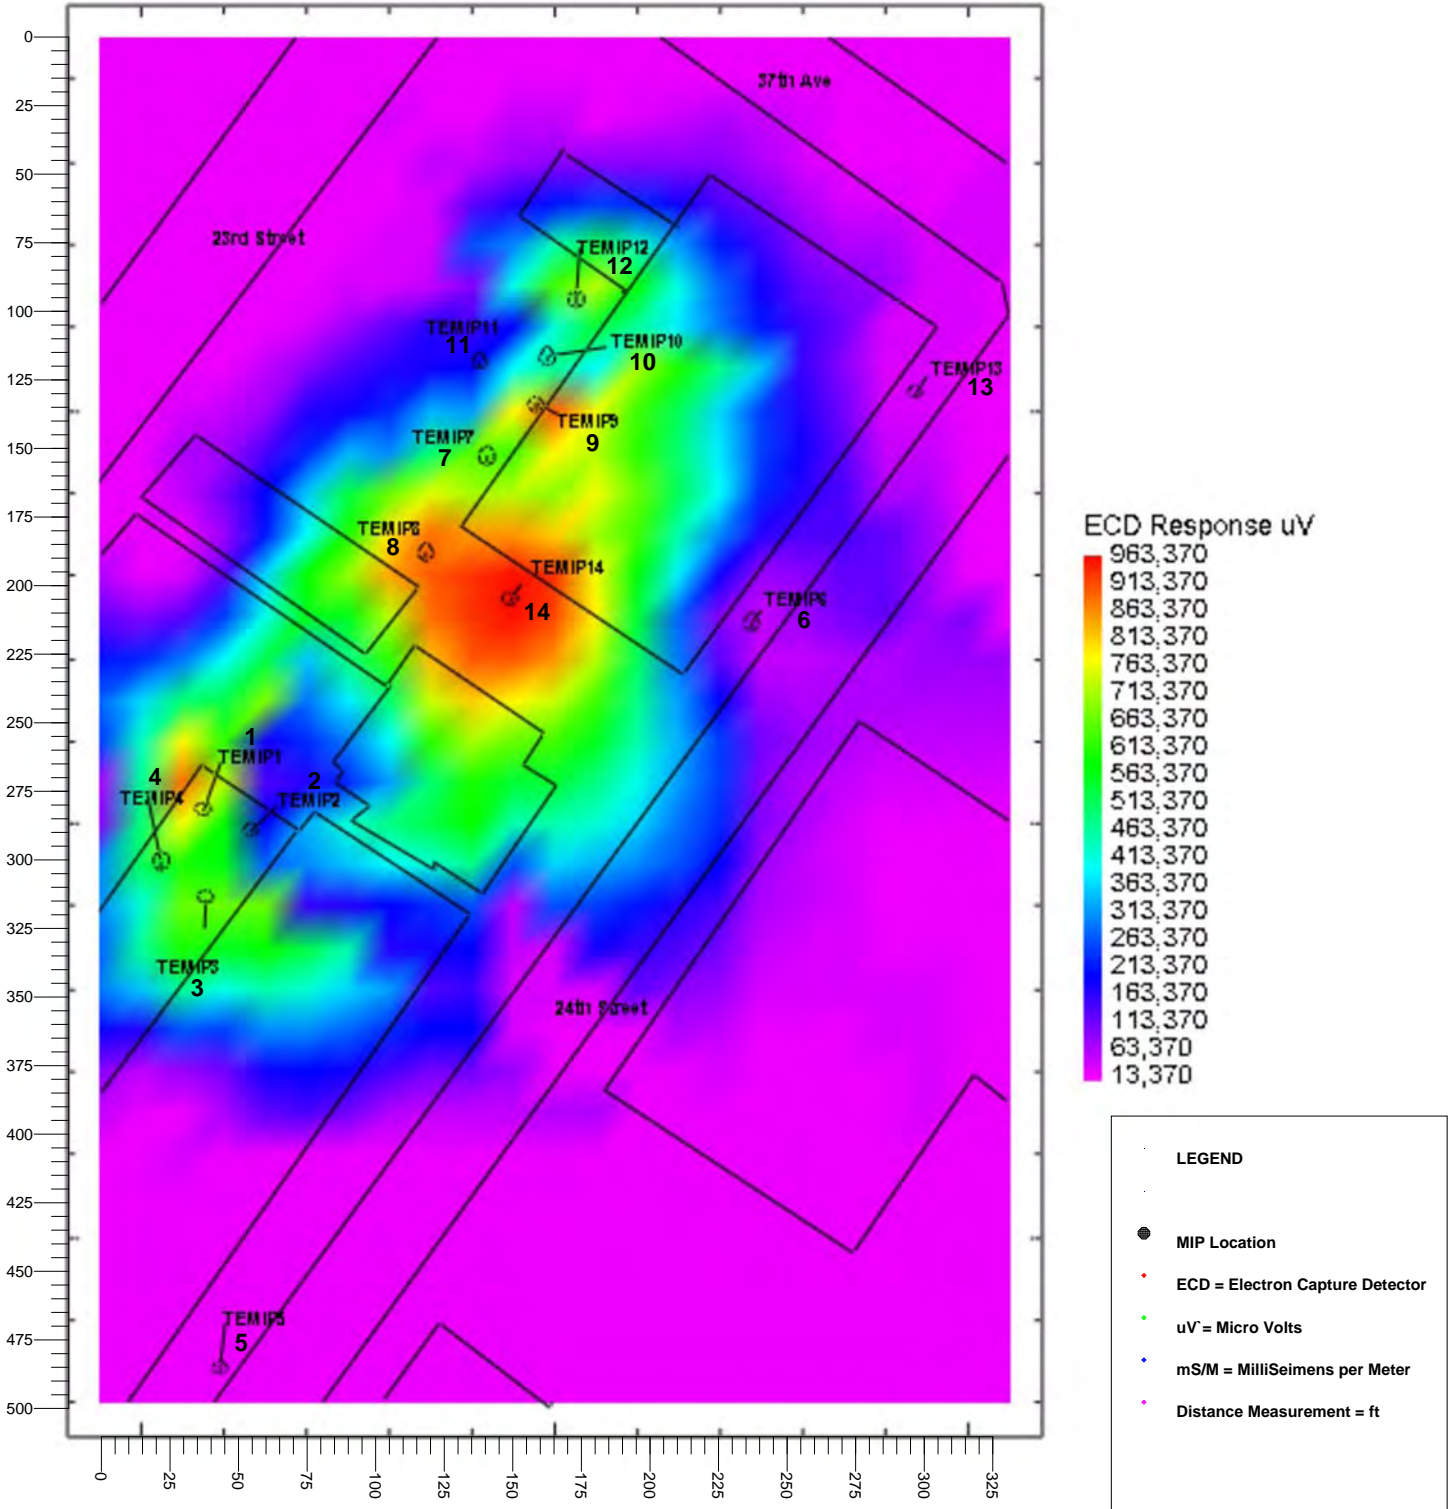 0
25
50
75
100
125
150
175
200
225
250
275
300
325
350
375
400
425
450
475
500
37th Ave
23rd Street
TEMIP12
12
TEMIP11
11
TEMIP10
10
TEMIP13
13
TEMIP9
9
TEMIP7
7
TEMIP8
8
TEMIP14
14
TEMIP6
6
1
TEMIP1
4
TEMIP4
2
TEMIP2
TEMIP3
3
24th Street
TEMIP5
5
0
25
50
75
100
125
150
175
200
225
250
275
300
325
ECD Response uV
963,370
913,370
863,370
813,370
763,370
713,370
663,370
613,370
563,370
513,370
463,370
413,370
363,370
313,370
263,370
213,370
163,370
113,370
63,370
13,370
LEGEND
MIP Location
ECD = Electron Capture Detector
uV`= Micro Volts
mS/M = MilliSeimens per Meter
Distance Measurement = ft